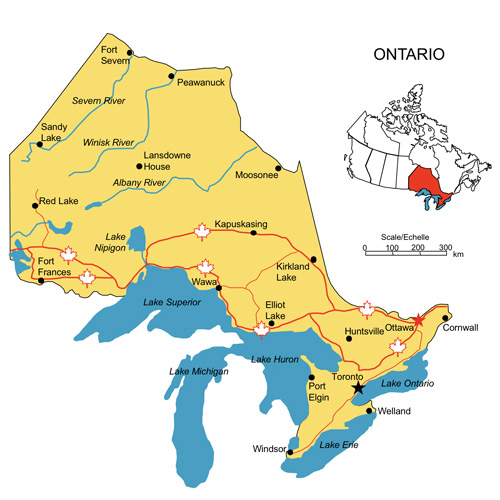 Fort
Severn
Peawanuck
ONTARIO
Severn River
Sandy
Lake
Winisk River
Lansdowne
House
Albany River
Moosonee
Red Lake
Kapuskasing
Lake
Nipigon
Scale/Echelle
0 100 200 300
km
Fort
Frances
Kirkland
Lake
Wawa
Lake Superior
Elliot
Lake
Huntsville
Ottawa
Cornwall
Lake Huron
Lake Michigan
Toronto
Port
Elgin
Lake Ontario
Welland
Windsor
Lake Erie